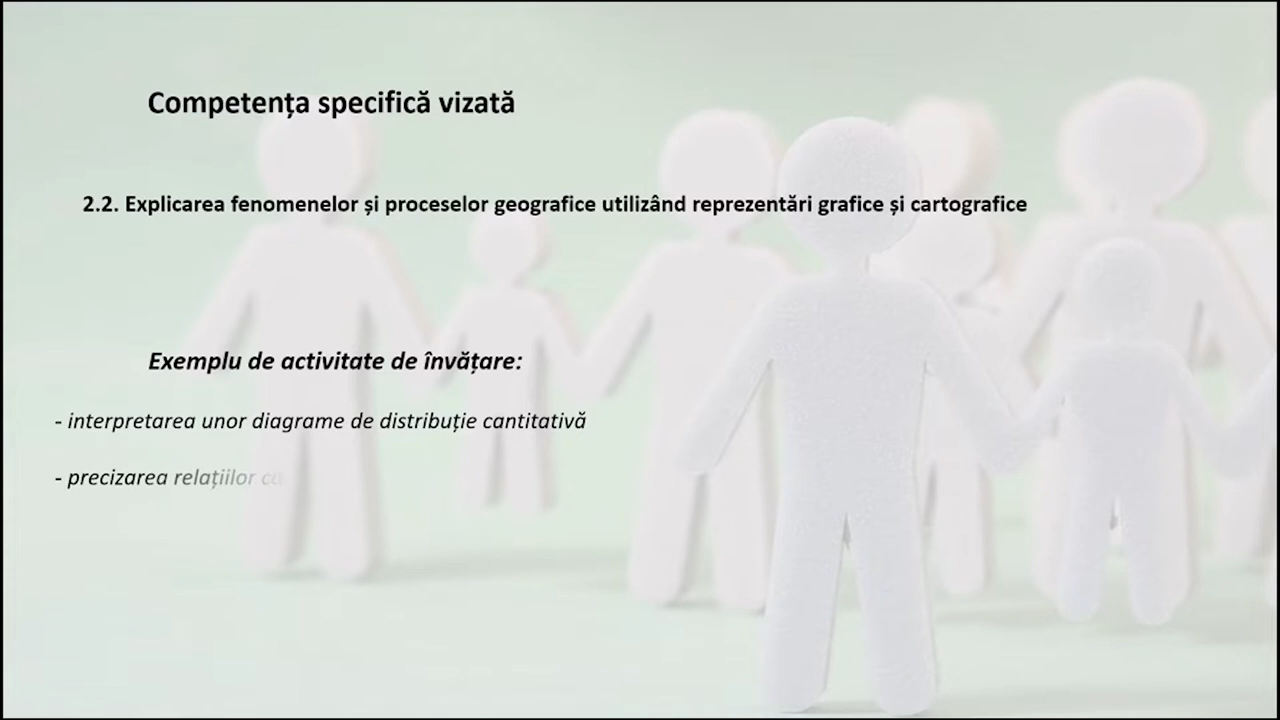 Competența specifică vizată
2.2. Explicarea fenomenelor și proceselor geografice utilizând reprezentări grafice și cartografice
Exemplu de activitate de învățare:
- interpretarea unor diagrame de distribuție cantitativă
- precizarea relațiilor